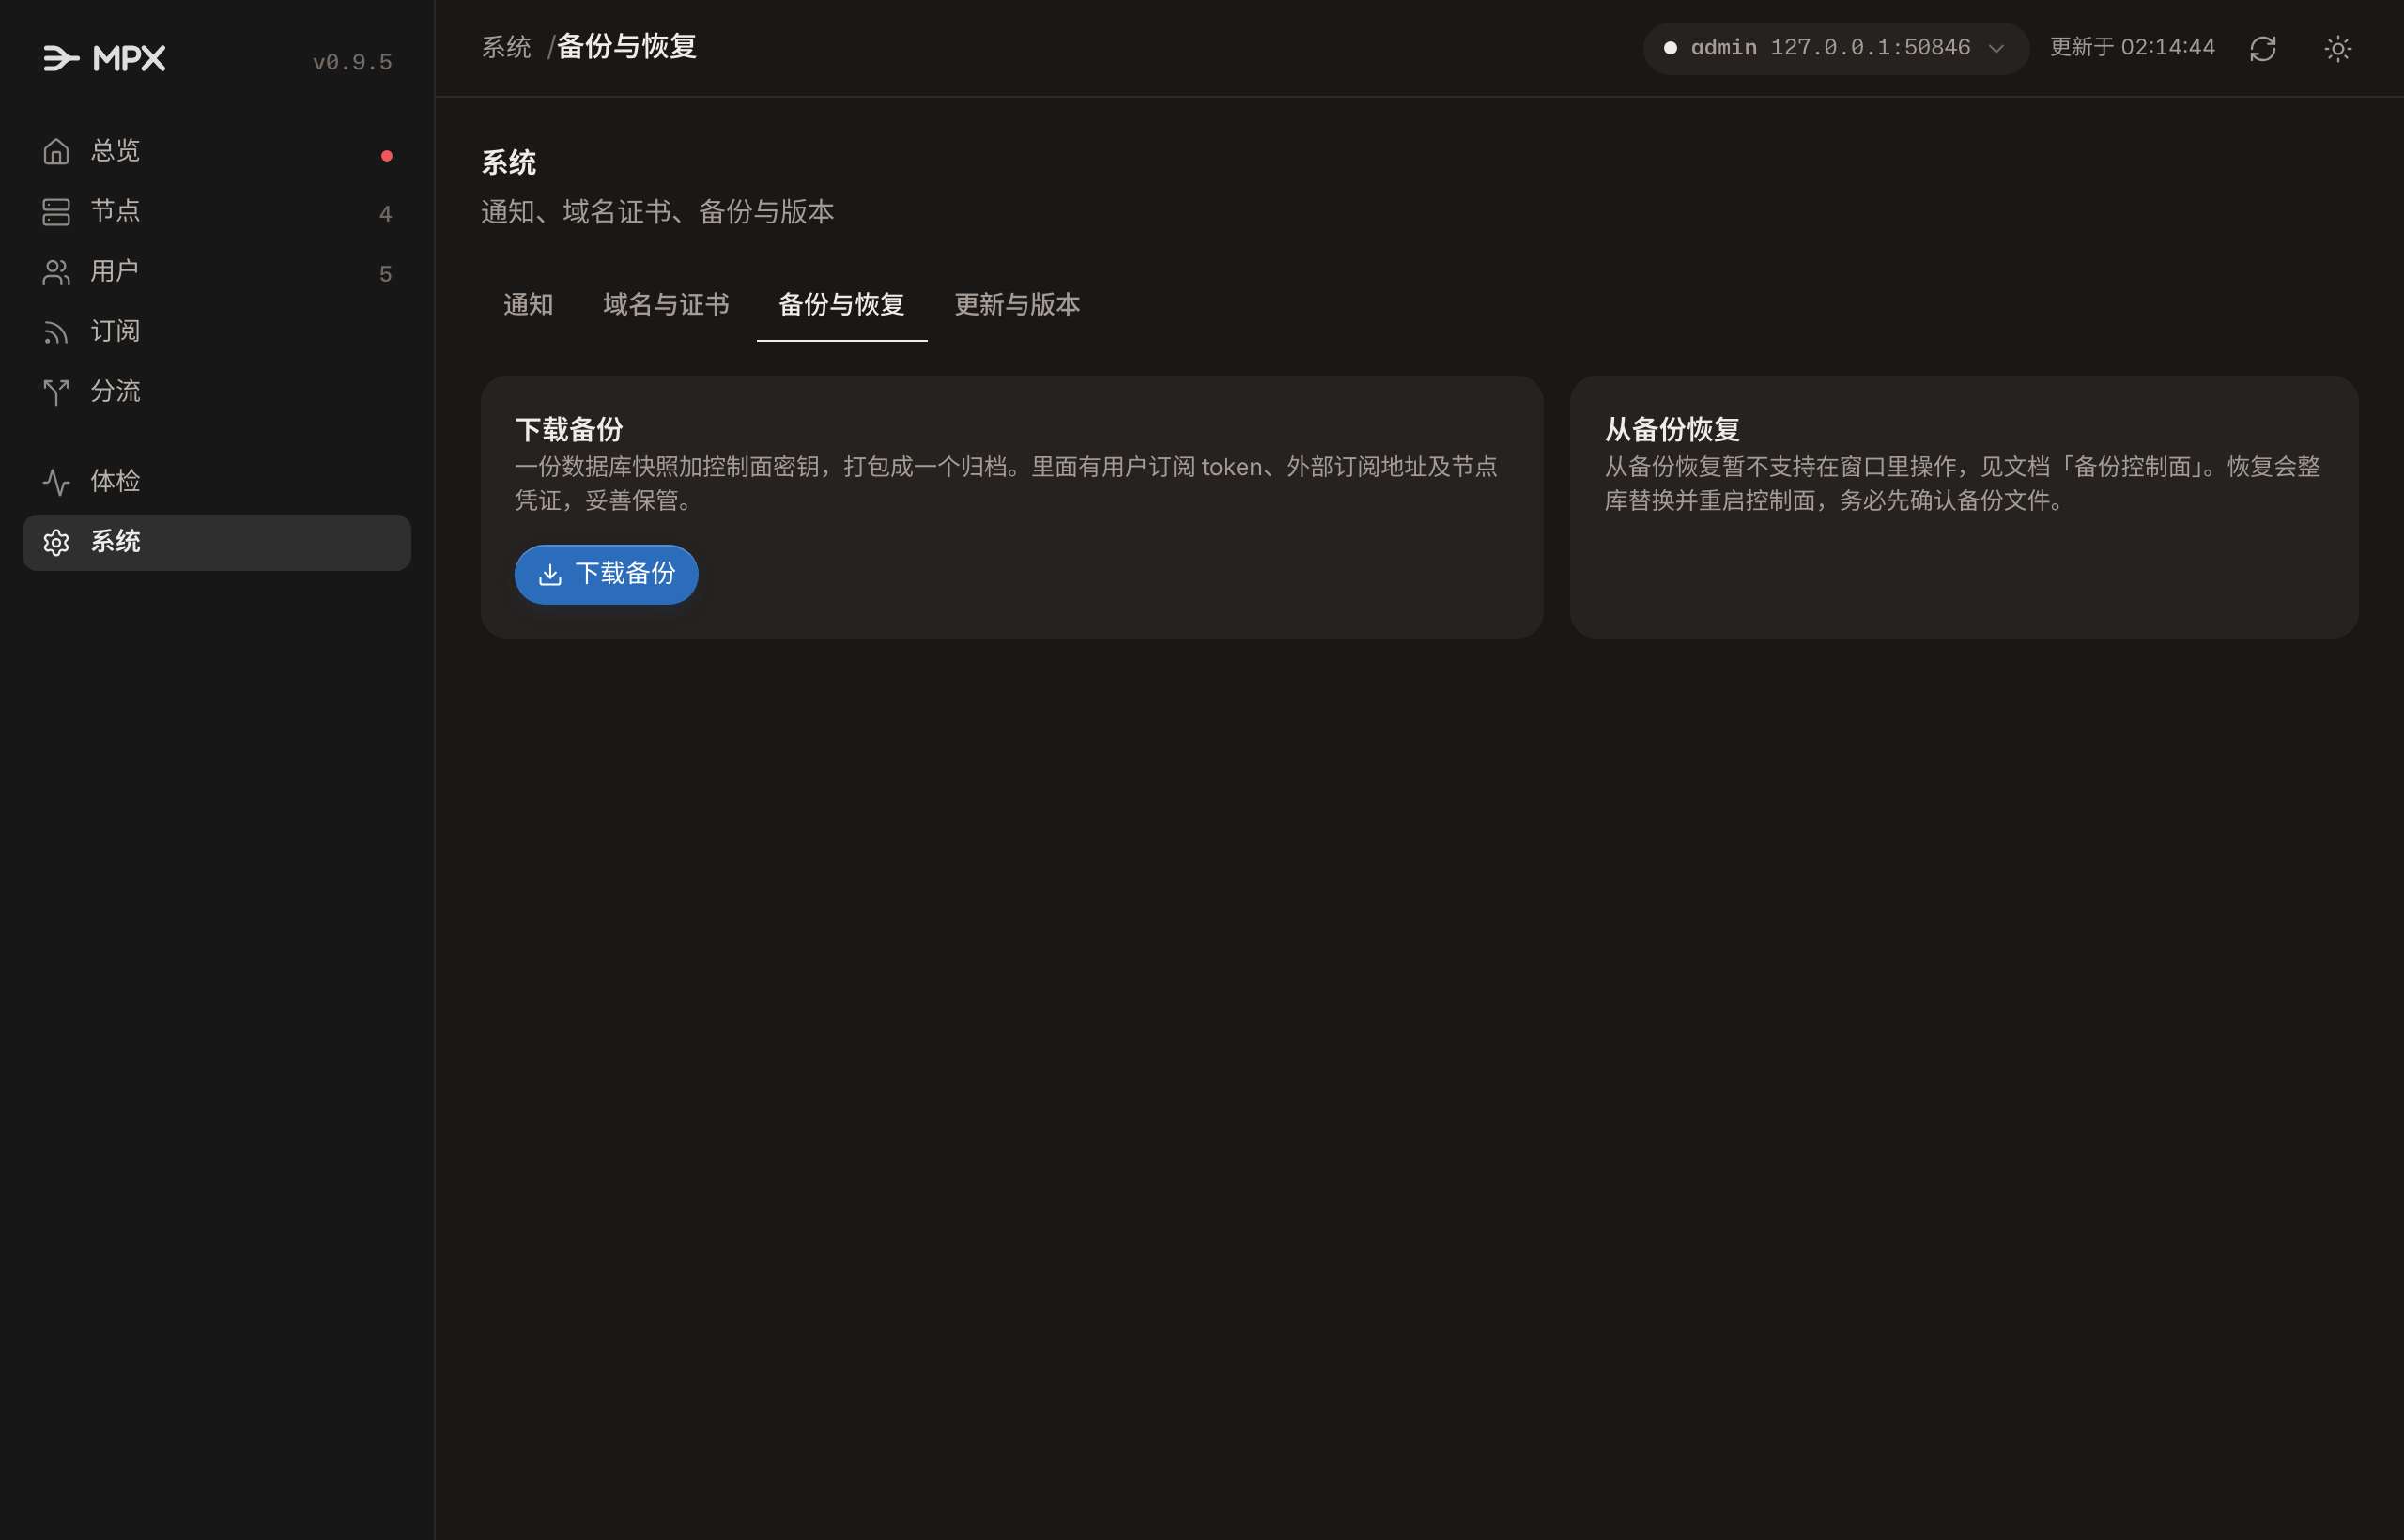 MPX
v0.9.5
总览
节点 4
用户 5
订阅
分流
体检
系统
系统 /备份与恢复
admin 127.0.0.1:50846
更新于 02:14:44
系统
通知、域名证书、备份与版本
通知 域名与证书 备份与恢复 更新与版本
下载备份
一份数据库快照加控制面密钥，打包成一个归档。里面有用户订阅 token、外部订阅地址及节点
凭证，妥善保管。
下载备份
从备份恢复
从备份恢复暂不支持在窗口里操作，见文档「备份控制面」。恢复会整
库替换并重启控制面，务必先确认备份文件。